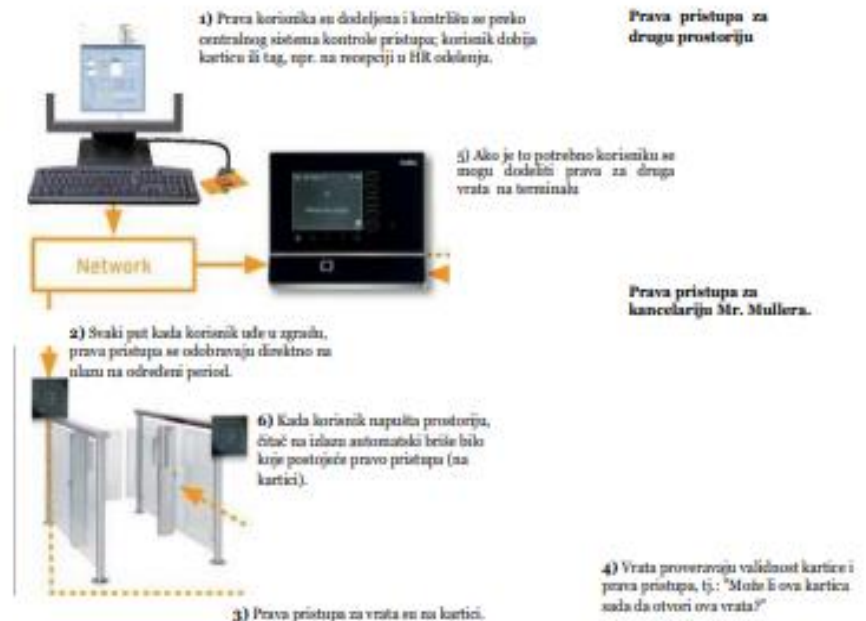 1) Prava korisnika su dodeljena i kontrlišu se preko
centralnog sistema kontrole pristupa; korisnik dobija
karticu ili tag, npr. na recepciji u HR odelenju.
Prava pristupa za
drugu prostoriju
5) Ako je to potrebno korisniku se
mogu dodeliti prava za druga
vrata na terminalu
Network
Prava pristupa za
kancelariju Mr. Mullera.
2) Svaki put kada korisnik uđe u zgradu,
prava pristupa se odobravaju direktno na
ulazu na određeni period.
6) Kada korisnik napušta prostoriju,
čitač na izlazu automatski briše bilo
koje postojeće pravo pristupa (na
kartici).
4) Vrata proveravaju validnost kartice i
prava pristupa, tj.: "Može li ova kartica
sada da otvori ova vrata?"
3) Prava pristupa za vrata su na kartici.